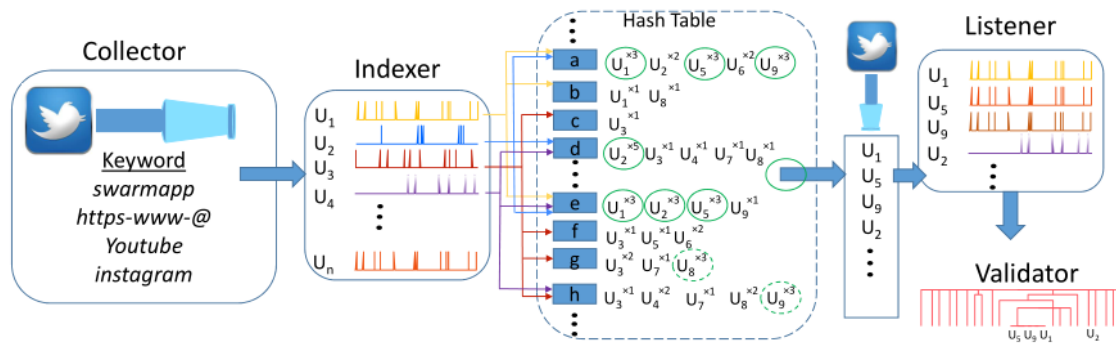 Collector
Keyword
swarmapp
https-www-@
Youtube
instagram
Indexer
U1
U2
U3
U4
Un
Hash Table
a U1×3 U2×2 U5×3 U6×2 U9×3
b U1×1 U8×1
c U3×1
d U2×5 U3×1 U4×1 U7×1 U8×1
e U1×3 U2×3 U5×3 U9×1
f U3×1 U5×1 U6×2
g U3×2 U7×1 U8×3
h U3×1 U4×2 U7×1 U8×2 U9×3
U1
U5
U9
U2
Listener
U1
U5
U9
U2
Validator
U5 U9 U1 U2